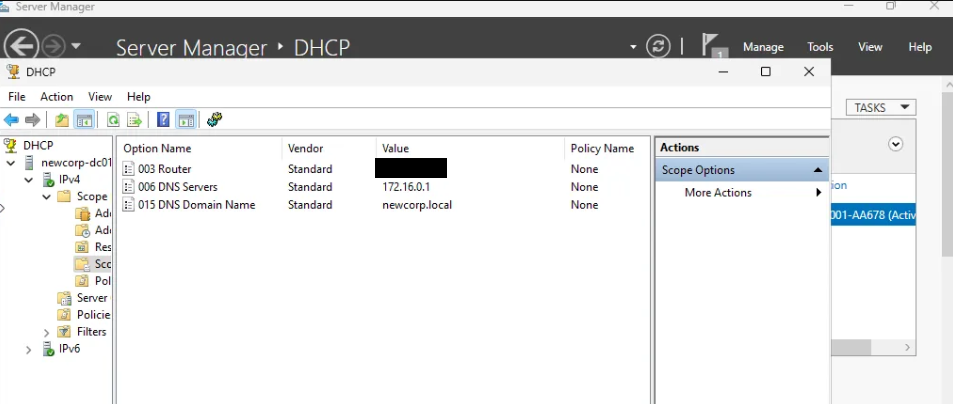 Server Manager
Server Manager • DHCP
1 Manage Tools View Help
DHCP
File Action View Help
TASKS
DHCP
newcorp-dc01
IPv4
Scope
Ad
Ad
Res
Sco
Pol
Server
Policie
Filters
IPv6
Option Name Vendor Value Policy Name
003 Router Standard None
006 DNS Servers Standard 172.16.0.1 None
015 DNS Domain Name Standard newcorp.local None
Actions
Scope Options
More Actions
ion
001-AA678 (Activ